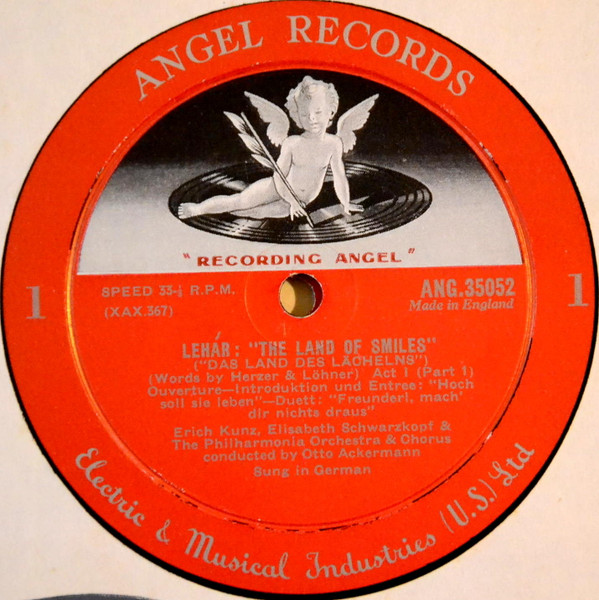 ANGEL RECORDS
"RECORDING ANGEL"
1
1
SPEED 33-⅓ R.P.M.
ANG.35052
(XAX.367)
Made in England
LEHÁR: "THE LAND OF SMILES"
("DAS LAND DES LÄCHELNS")
(Words by Herzer & Löhner) Act I (Part 1)
Ouverture—Introduktion und Entree: "Hoch
soll sie leben"—Duett: "Freunderl, mach'
dir nichts draus"
Erich Kunz, Elisabeth Schwarzkopf &
The Philharmonia Orchestra & Chorus
conducted by Otto Ackermann
Sung in German
Electric & Musical Industries (U.S.) Ltd